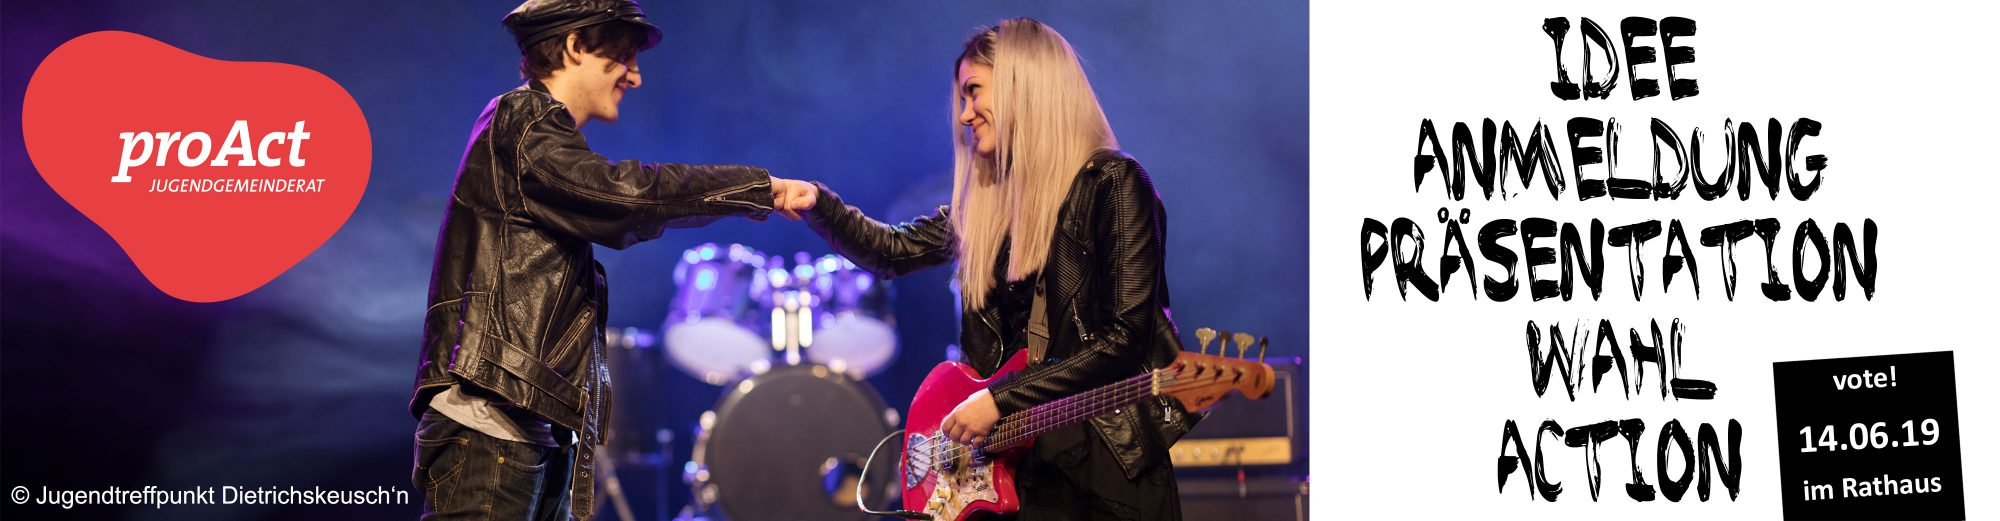 proAct
JUGENDGEMEINDERAT
© Jugendtreffpunkt Dietrichskeusch‘n
IDEE
ANMELDUNG
PRÄSENTATION
WAHL
ACTION
vote!
14.06.19
im Rathaus